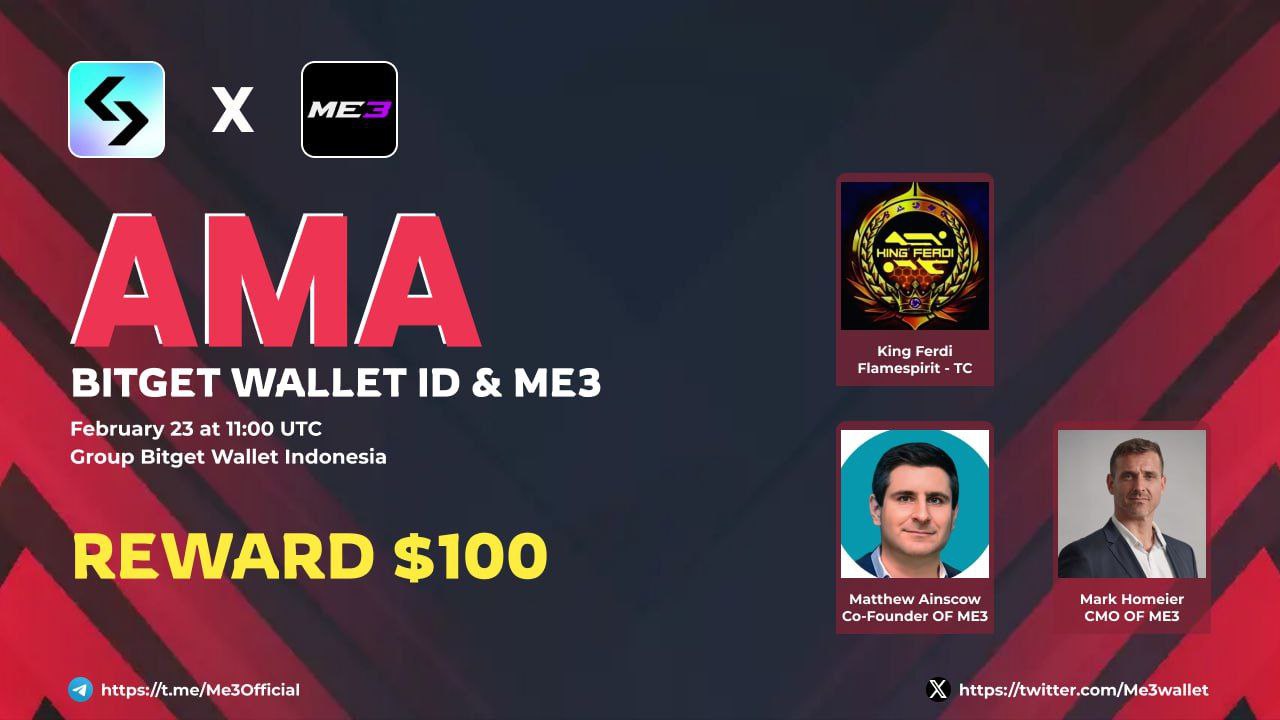 X
ME3
AMA
BITGET WALLET ID & ME3
February 23 at 11:00 UTC
Group Bitget Wallet Indonesia
REWARD $100
KING FERDI
King Ferdi
Flamespirit - TC
Matthew Ainscow
Co-Founder OF ME3
Mark Homeier
CMO OF ME3
https://t.me/Me3Official
https://twitter.com/Me3wallet